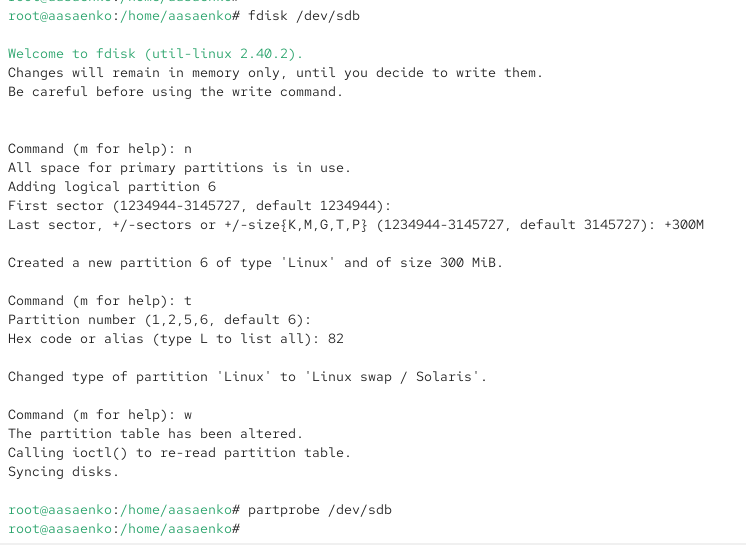 root@aasaenko:/home/aasaenko# fdisk /dev/sdb
Welcome to fdisk (util-linux 2.40.2).
Changes will remain in memory only, until you decide to write them.
Be careful before using the write command.
Command (m for help): n
All space for primary partitions is in use.
Adding logical partition 6
First sector (1234944-3145727, default 1234944):
Last sector, +/-sectors or +/-size{K,M,G,T,P} (1234944-3145727, default 3145727): +300M
Created a new partition 6 of type 'Linux' and of size 300 MiB.
Command (m for help): t
Partition number (1,2,5,6, default 6):
Hex code or alias (type L to list all): 82
Changed type of partition 'Linux' to 'Linux swap / Solaris'.
Command (m for help): w
The partition table has been altered.
Calling ioctl() to re-read partition table.
Syncing disks.
root@aasaenko:/home/aasaenko# partprobe /dev/sdb
root@aasaenko:/home/aasaenko#